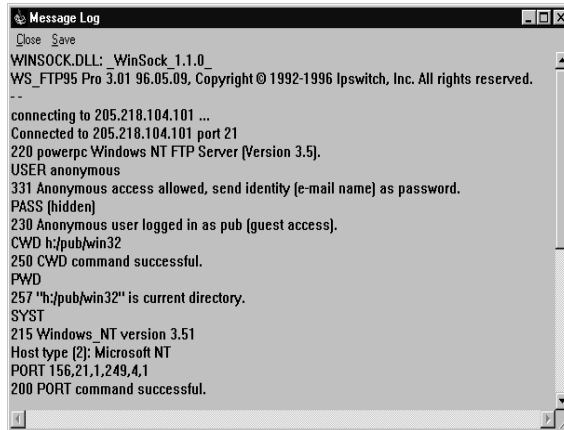 Message Log
Close Save
WINSOCK.DLL: _WinSock_1.1.0_
WS_FTP95 Pro 3.01 96.05.09, Copyright © 1992-1996 Ipswitch, Inc. All rights reserved.
- -
connecting to 205.218.104.101 ...
Connected to 205.218.104.101 port 21
220 powerpc Windows NT FTP Server (Version 3.5).
USER anonymous
331 Anonymous access allowed, send identity (e-mail name) as password.
PASS (hidden)
230 Anonymous user logged in as pub (guest access).
CWD h:/pub/win32
250 CWD command successful.
PWD
257 "h:/pub/win32" is current directory.
SYST
215 Windows_NT version 3.51
Host type (2): Microsoft NT
PORT 156,21,1,249,4,1
200 PORT command successful.